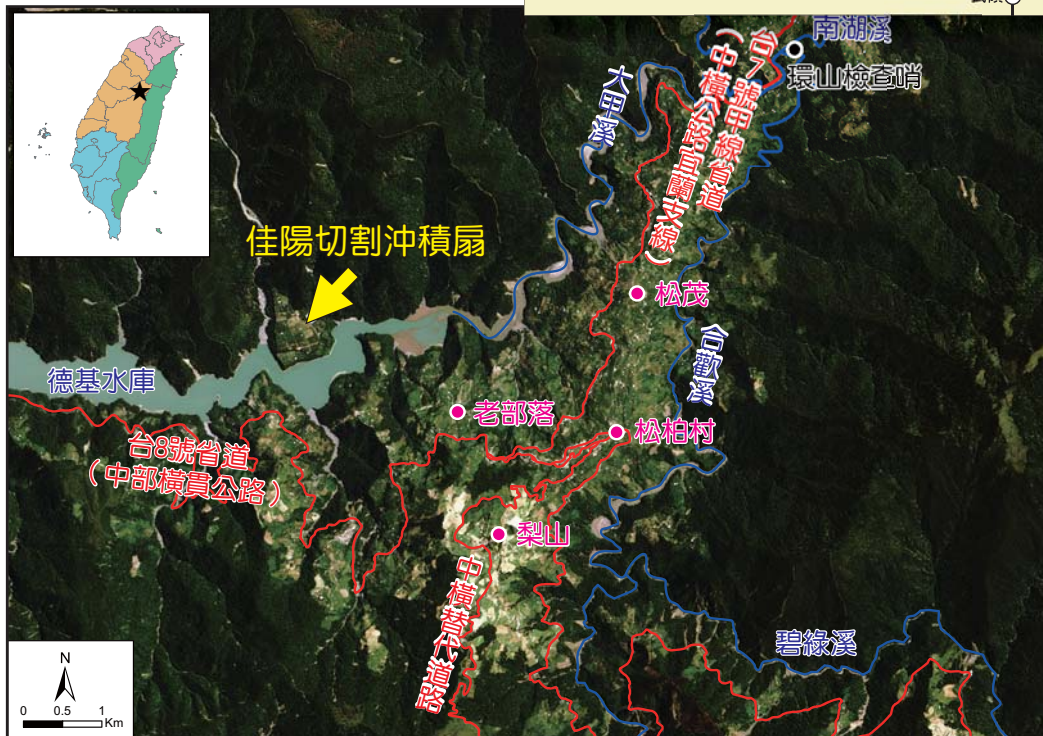 南湖溪
環山檢查哨
台7號甲線省道
(中橫公路宜蘭支線)
大甲溪
佳陽切割沖積扇
松茂
合歡溪
德基水庫
老部落
松柏村
台8號省道
(中部橫貫公路)
梨山
中橫替代道路
碧綠溪
N
0 0.5 1
Km